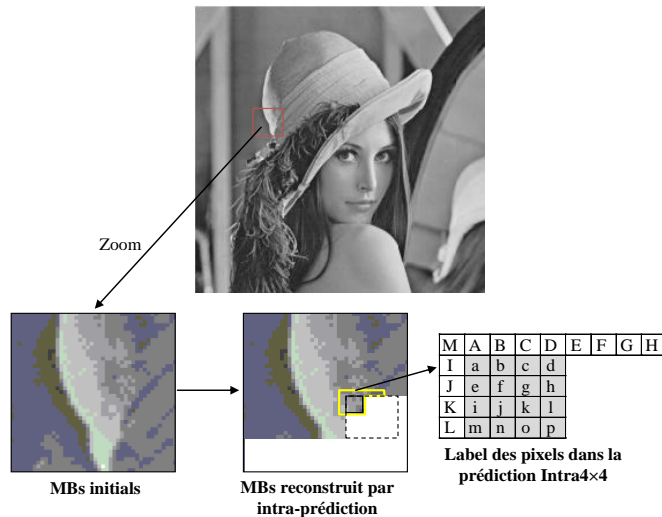 Zoom
M A B C D E F G H
I a b c d
J e f g h
K i j k l
L m n o p
MBs initials
MBs reconstruit par
intra-prédiction
Label des pixels dans la
prédiction Intra4×4